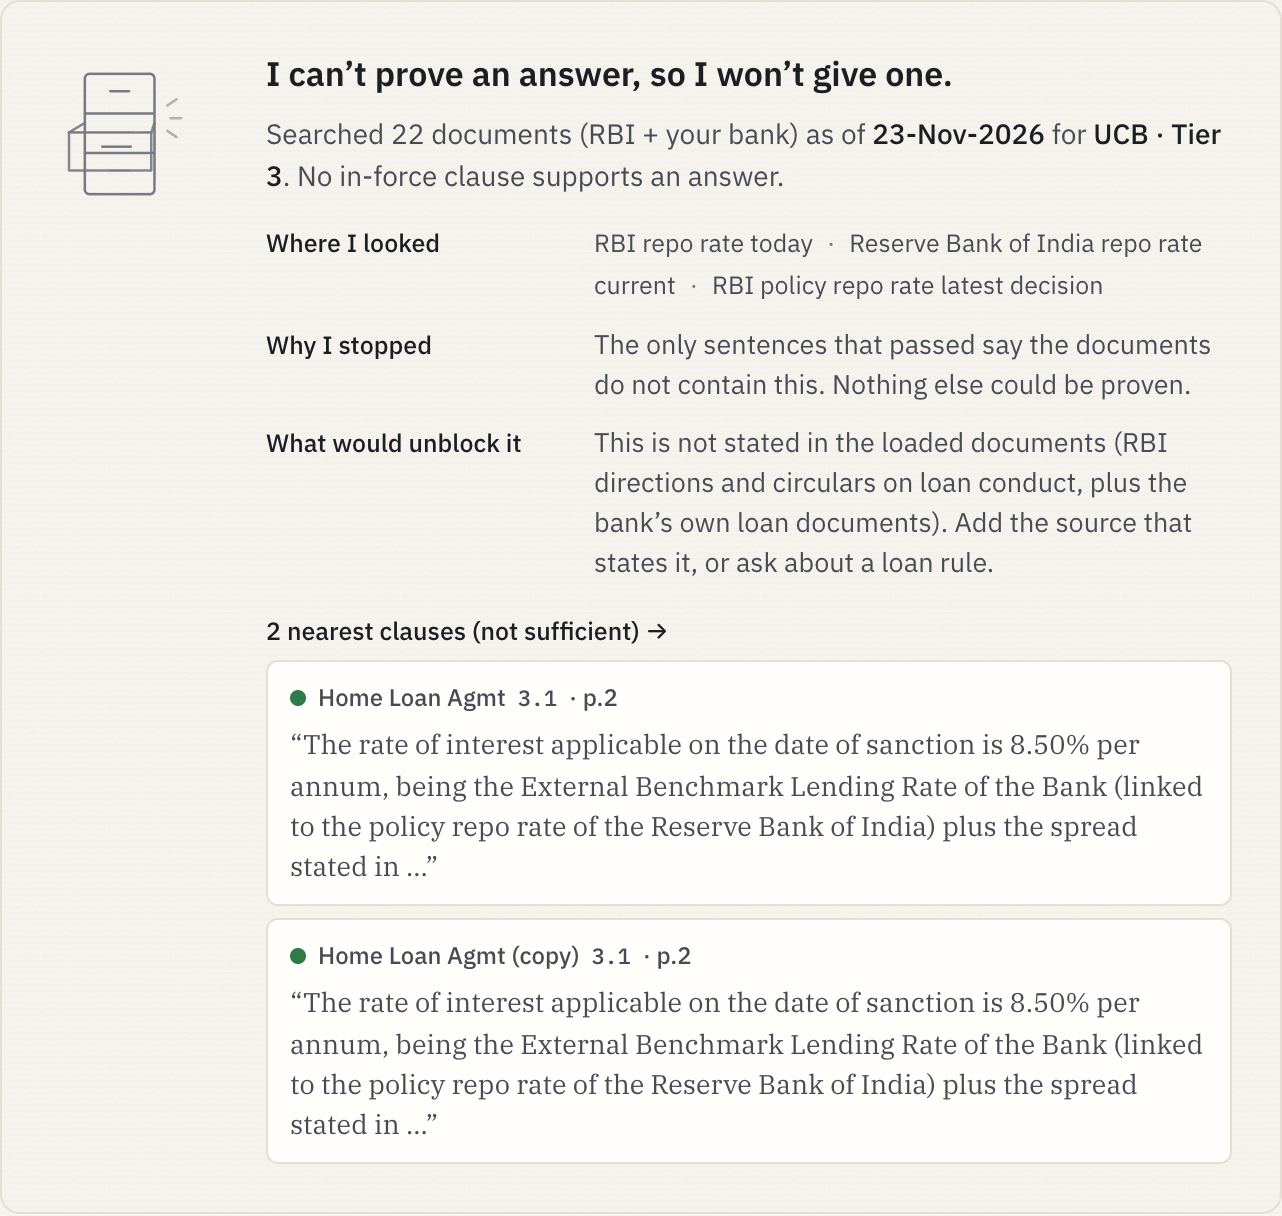 I can’t prove an answer, so I won’t give one.
Searched 22 documents (RBI + your bank) as of 23-Nov-2026 for UCB · Tier
3. No in-force clause supports an answer.
Where I looked
RBI repo rate today · Reserve Bank of India repo rate
current · RBI policy repo rate latest decision
Why I stopped
The only sentences that passed say the documents
do not contain this. Nothing else could be proven.
What would unblock it
This is not stated in the loaded documents (RBI
directions and circulars on loan conduct, plus the
bank’s own loan documents). Add the source that
states it, or ask about a loan rule.
2 nearest clauses (not sufficient) →
Home Loan Agmt 3.1 · p.2
“The rate of interest applicable on the date of sanction is 8.50% per
annum, being the External Benchmark Lending Rate of the Bank (linked
to the policy repo rate of the Reserve Bank of India) plus the spread
stated in …”
Home Loan Agmt (copy) 3.1 · p.2
“The rate of interest applicable on the date of sanction is 8.50% per
annum, being the External Benchmark Lending Rate of the Bank (linked
to the policy repo rate of the Reserve Bank of India) plus the spread
stated in …”